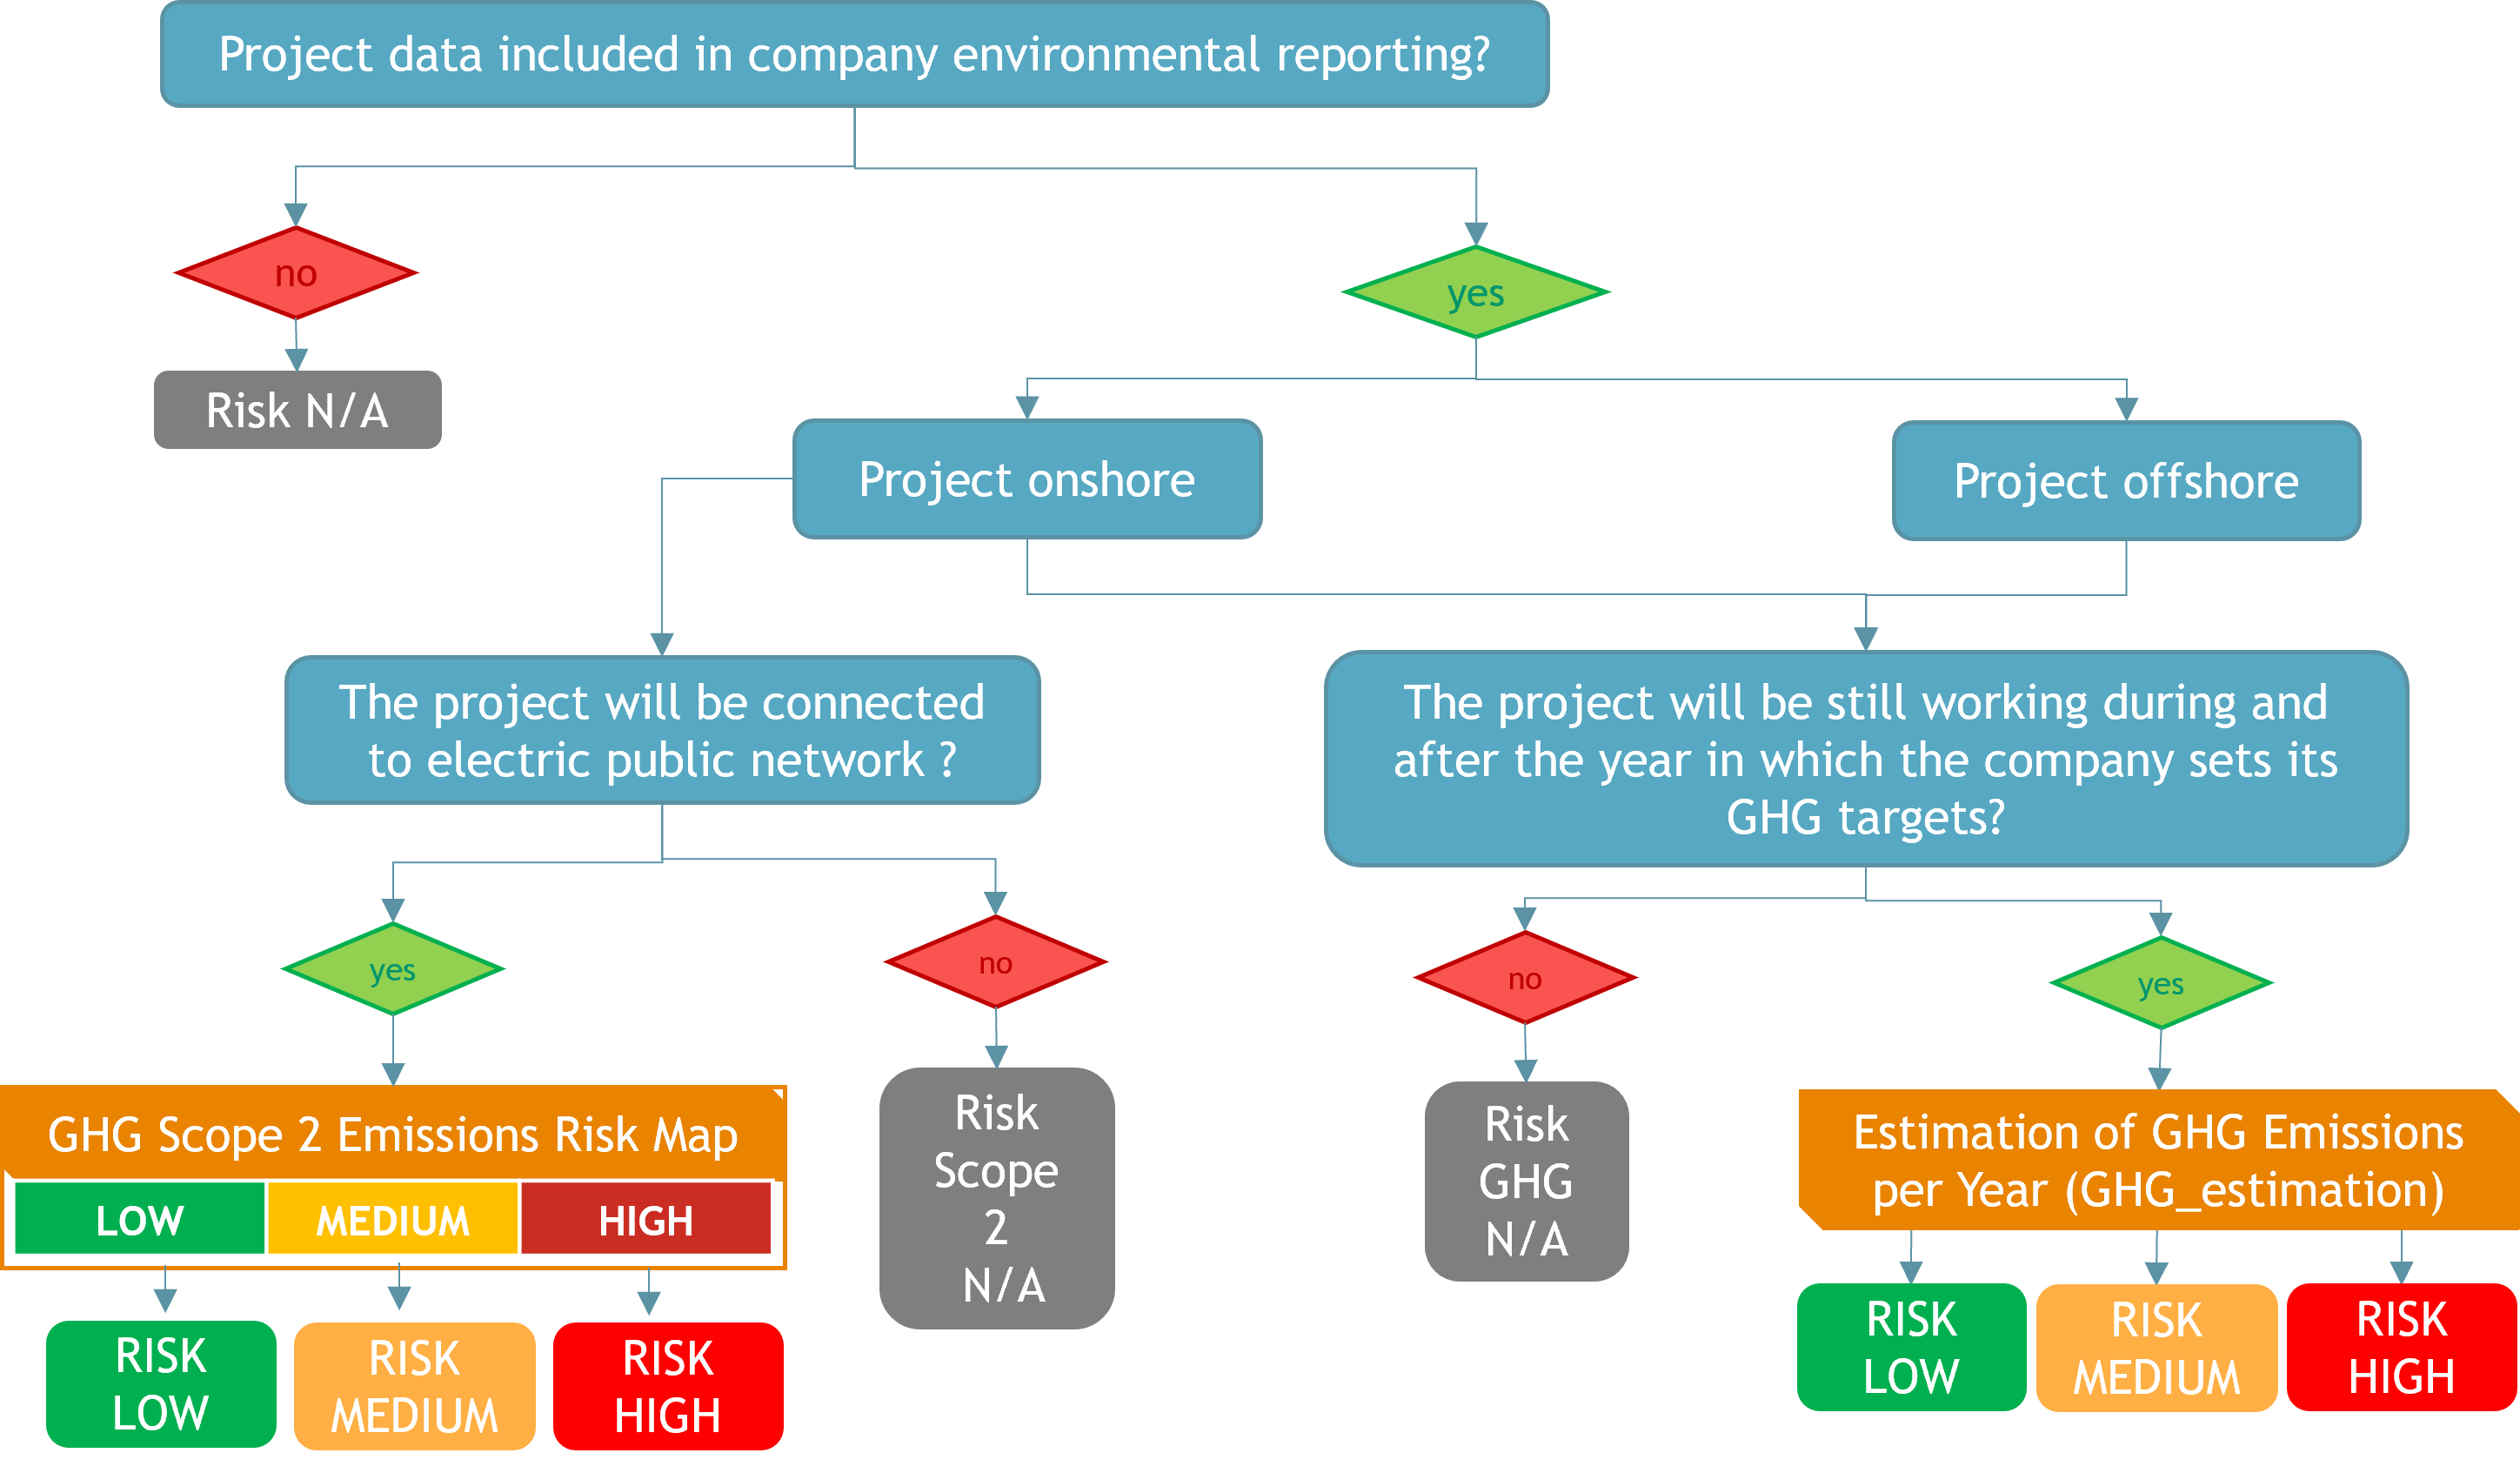 Project data included in company environmental reporting?
no
yes
Risk N/A
Project onshore
Project offshore
The project will be connected
to electric public network ?
The project will be still working during and
after the year in which the company sets its
GHG targets?
yes
no
no
yes
GHG Scope 2 Emissions Risk Map
LOW
MEDIUM
HIGH
RISK
LOW
RISK
MEDIUM
RISK
HIGH
Risk
Scope
2
N/A
Risk
GHG
N/A
Estimation of GHG Emissions
per Year (GHG_estimation)
RISK
LOW
RISK
MEDIUM
RISK
HIGH